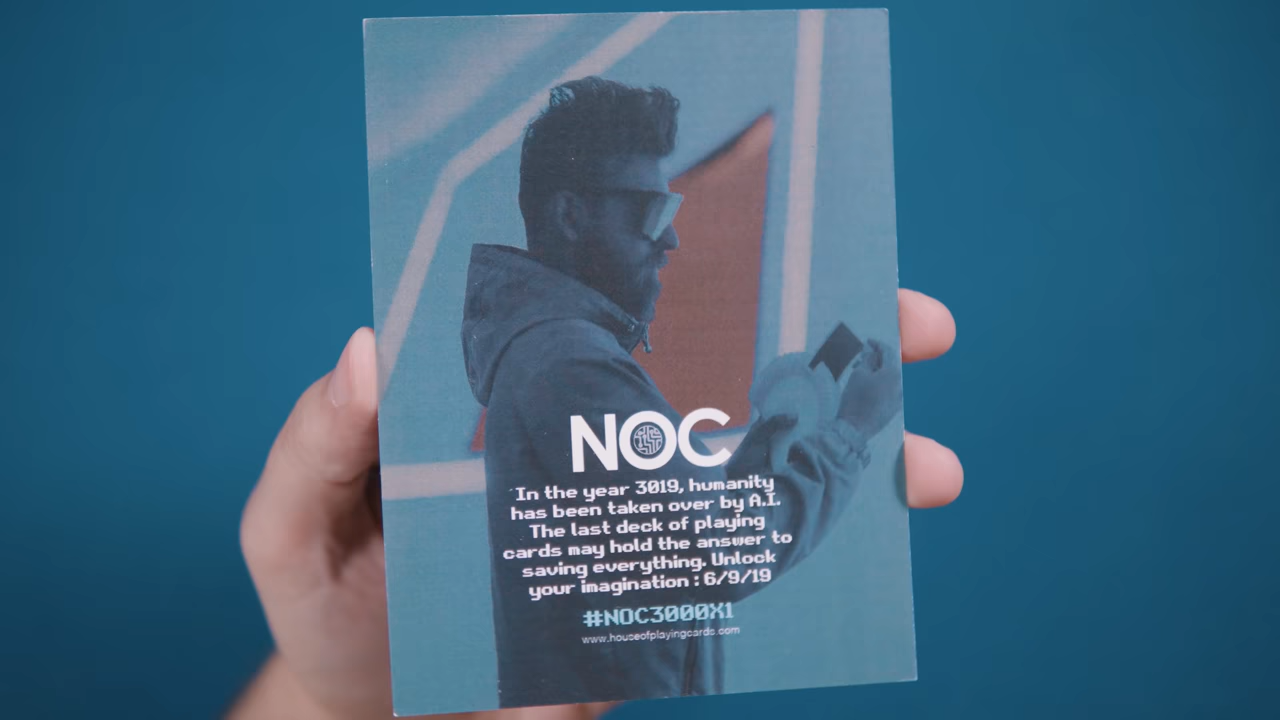 NOC
In the year 3019, humanity
has been taken over by A.I.
The last deck of playing
cards may hold the answer to
saving everything. Unlock
your imagination : 6/9/19
#NOC3000X1
www.houseofplayingcards.com